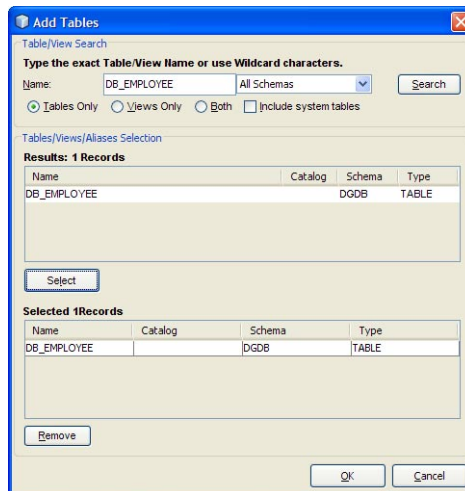 Add Tables
Table/View Search
Type the exact Table/View Name or use Wildcard characters.
Name: DB_EMPLOYEE All Schemas Search
Tables Only Views Only Both Include system tables
Tables/Views/Aliases Selection
Results: 1 Records
Name Catalog Schema Type
DB_EMPLOYEE DGDB TABLE
Select
Selected 1Records
Name Catalog Schema Type
DB_EMPLOYEE DGDB TABLE
Remove
OK Cancel